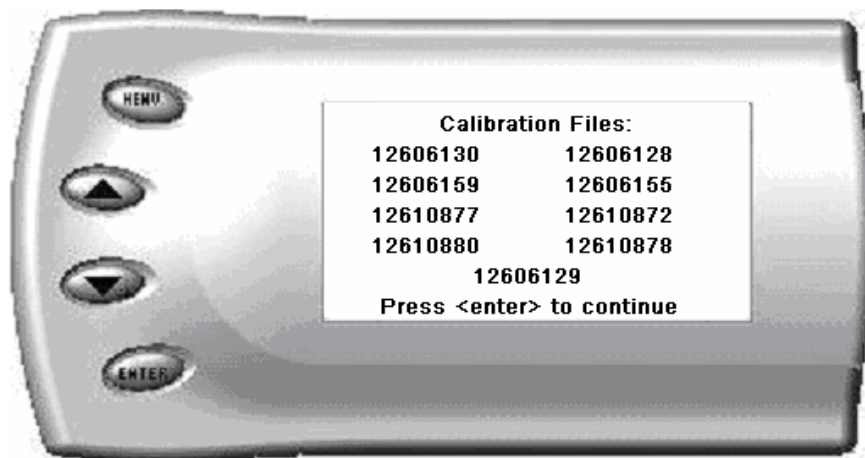 MENU
Calibration Files:
12606130 12606128
12606159 12606155
12610877 12610872
12610880 12610878
12606129
Press <enter> to continue
ENTER